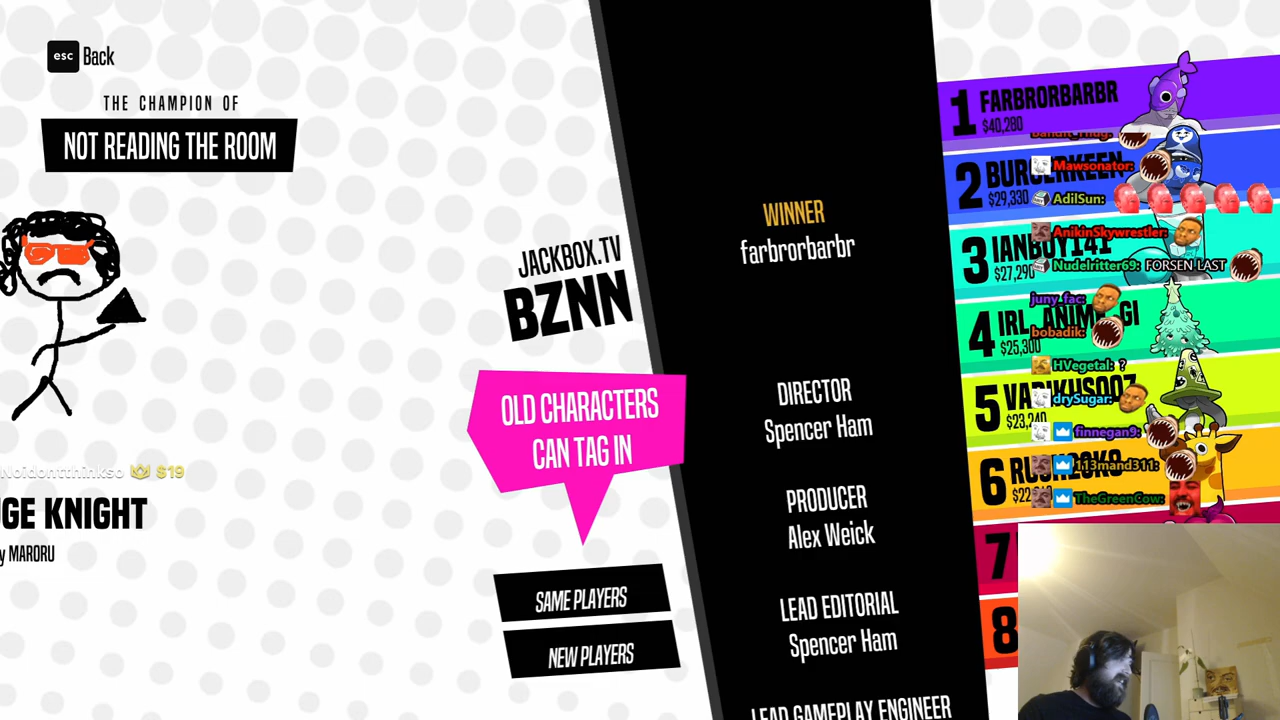 esc Back
THE CHAMPION OF
NOT READING THE ROOM
Noidontthinkso $19
GE KNIGHT
y MARORU
JACKBOX.TV
BZNN
OLD CHARACTERS
CAN TAG IN
SAME PLAYERS
NEW PLAYERS
WINNER
farbrorbarbr
DIRECTOR
Spencer Ham
PRODUCER
Alex Weick
LEAD EDITORIAL
Spencer Ham
LEAD GAMEPLAY ENGINEER
1 FARBRORBARBR
$40,280
Bandit_Thug:
2
$29,330
Mawsonator:
AdilSun:
3 IANBOY141
$27,290
AnikinSkywrestler:
Nudelritter69: FORSEN LAST
juny_fac:
4
$25,300
bobadik:
HVegetal: ?
5
$23,240
drySugar:
finnegan9:
6
113mand311:
TheGreenCow:
7
8